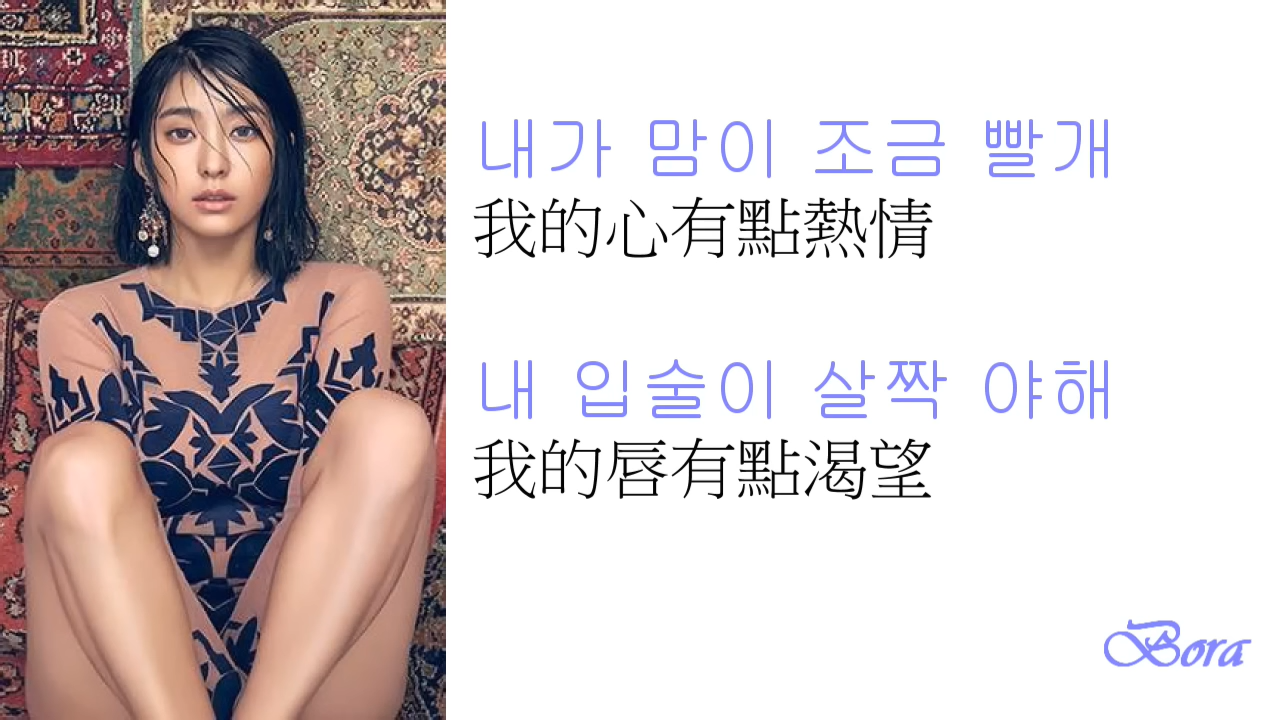 내가 맘이 조금 빨개
我的心有點熱情
내 입술이 살짝 야해
我的唇有點渴望
Bora